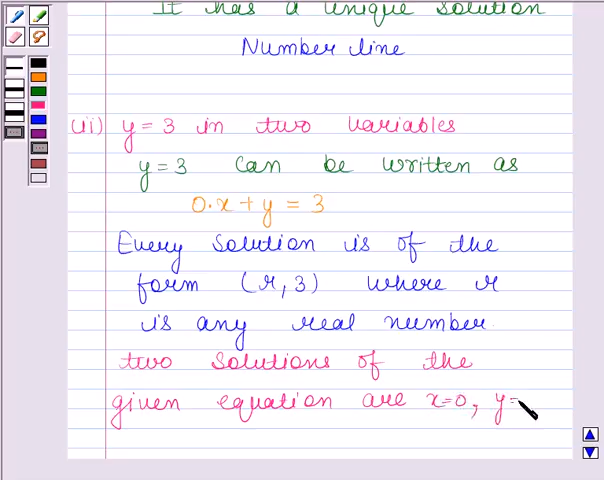 It has a unique solution
Number line
(ii) y = 3 in two variables
y = 3 can be written as
0·x + y = 3
Every solution is of the
form (r, 3) where r
is any real number.
two solutions of the
given equation are x=0, y=